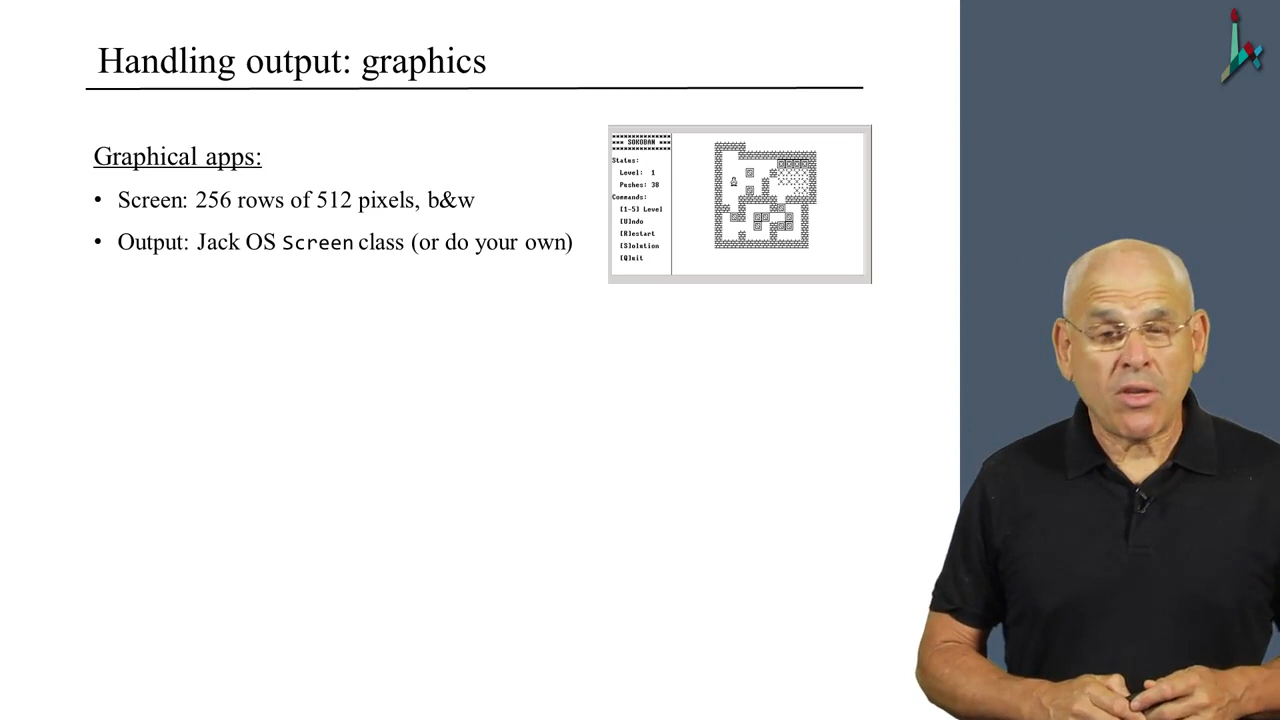 Handling output: graphics
Graphical apps:
• Screen: 256 rows of 512 pixels, b&w
• Output: Jack OS Screen class (or do your own)
SOKOBAN
Status:
Level: 1
Pushes: 38
Commands:
[1-5] Level
[U]ndo
[R]estart
[S]olution
[Q]uit